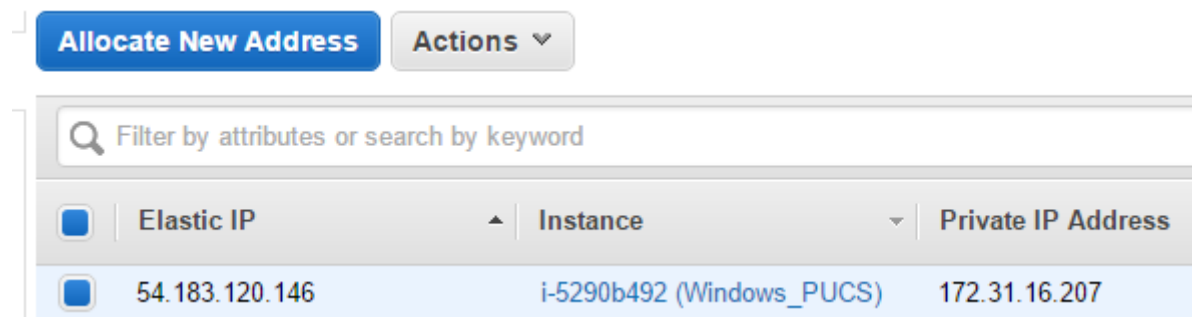 Allocate New Address Actions
Filter by attributes or search by keyword
Elastic IP Instance Private IP Address
54.183.120.146 i-5290b492 (Windows_PUCS) 172.31.16.207